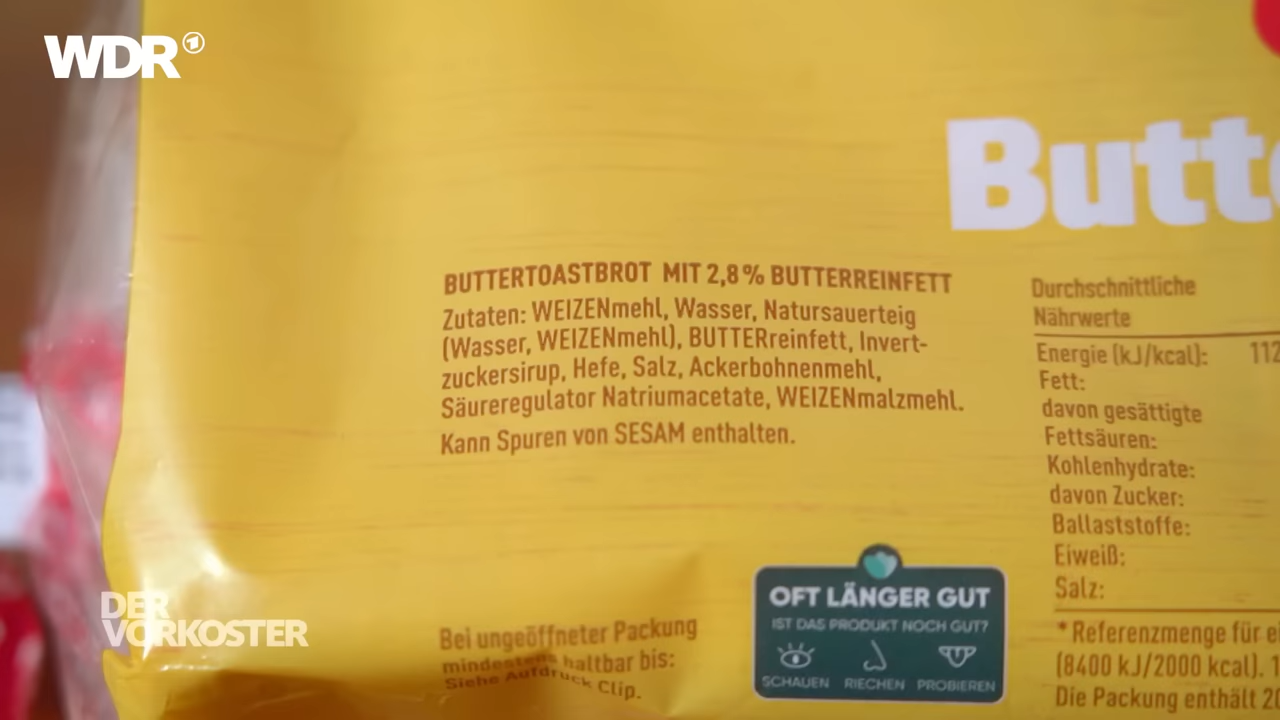 WDR
Butt
BUTTERTOASTBROT MIT 2,8% BUTTERREINFETT
Zutaten: WEIZENmehl, Wasser, Natursauerteig
(Wasser, WEIZENmehl), BUTTERreinfett, Invert-
zuckersirup, Hefe, Salz, Ackerbohnenmehl,
Säureregulator Natriumacetate, WEIZENmalzmehl.
Kann Spuren von SESAM enthalten.
Durchschnittliche
Nährwerte
Energie (kJ/kcal): 112
Fett:
davon gesättigte
Fettsäuren:
Kohlenhydrate:
davon Zucker:
Ballaststoffe:
Eiweiß:
Salz:
* Referenzmenge für ei
(8400 kJ/2000 kcal). 1
Die Packung enthält 20
Bei ungeöffneter Packung
mindestens haltbar bis:
Siehe Aufdruck Clip.
OFT LÄNGER GUT
IST DAS PRODUKT NOCH GUT?
SCHAUEN RIECHEN PROBIEREN
DER
VORKOSTER